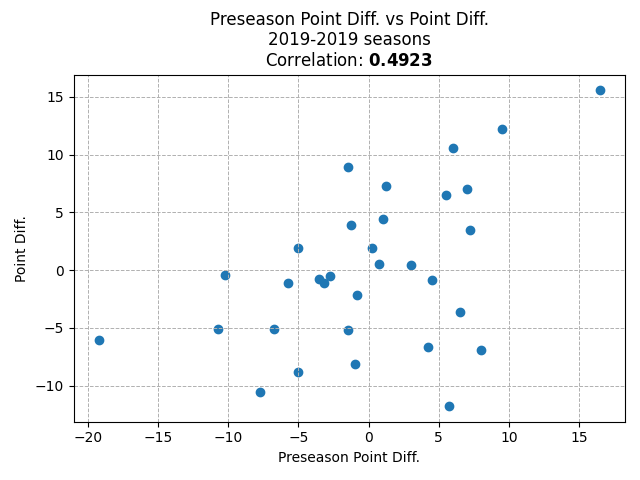 Preseason Point Diff. vs Point Diff.
2019-2019 seasons
Correlation: 0.4923
15
10
5
0
−5
−10
Point Diff.
−20
−15
−10
−5
0
5
10
15
Preseason Point Diff.